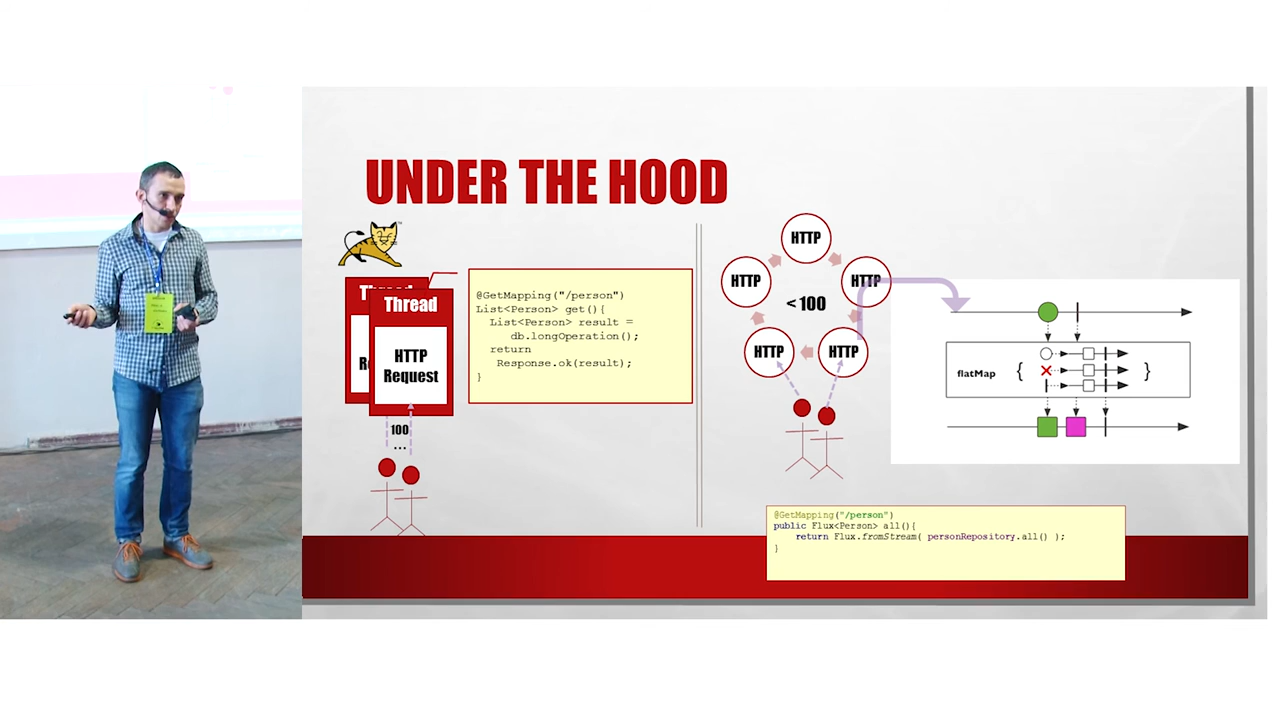 UNDER THE HOOD
Thread
Thread
HTTP
Request
100
...
@GetMapping("/person")
List<Person> get(){
List<Person> result =
db.longOperation();
return
Response.ok(result);
}
HTTP
HTTP
HTTP
< 100
HTTP
HTTP
flatMap
{
}
@GetMapping("/person")
public Flux<Person> all(){
return Flux.fromStream( personRepository.all() );
}